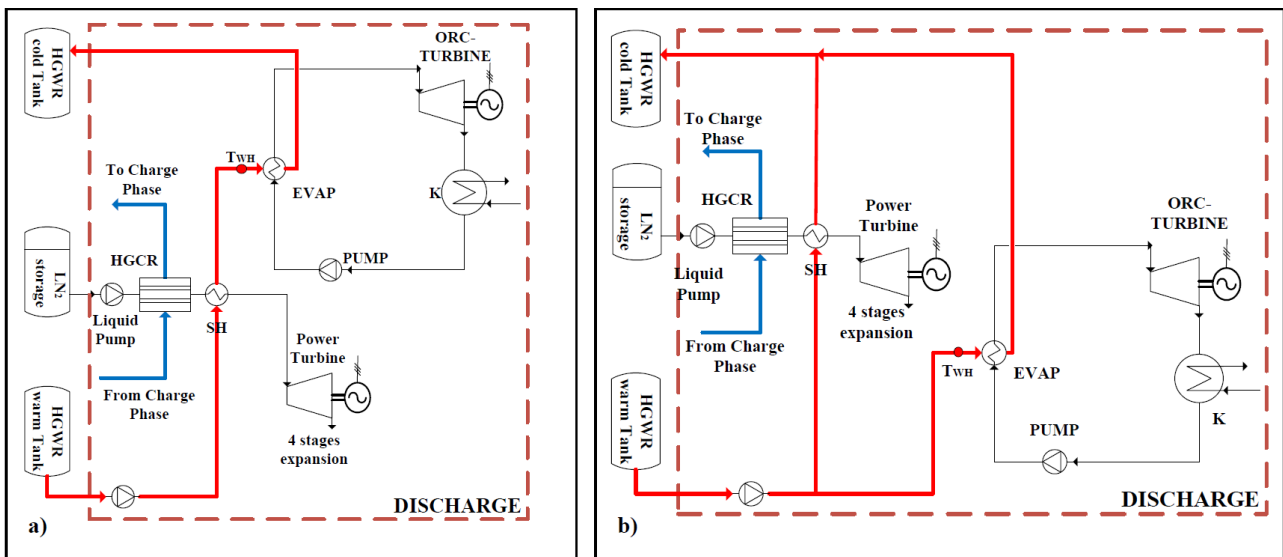 HGWR
cold Tank
ORC-
TURBINE
To Charge
Phase
TWH
EVAP
K
LN2
storage
HGCR
PUMP
Liquid
Pump
SH
From Charge
Phase
Power
Turbine
HGWR
warm Tank
4 stages
expansion
a)
DISCHARGE
HGWR
cold Tank
To Charge
Phase
LN2
storage
HGCR
Power
Turbine
ORC-
TURBINE
Liquid
Pump
SH
4 stages
expansion
From Charge
Phase
TWH
EVAP
K
HGWR
warm Tank
PUMP
b)
DISCHARGE